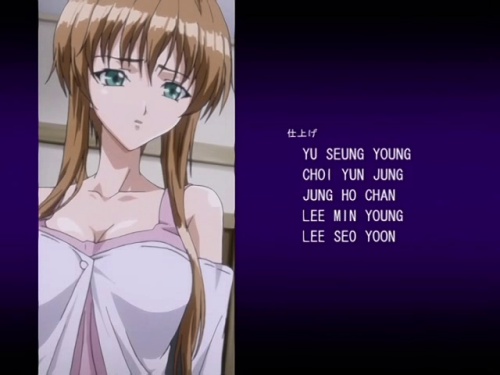 仕上げ
YU SEUNG YOUNG
CHOI YUN JUNG
JUNG HO CHAN
LEE MIN YOUNG
LEE SEO YOON